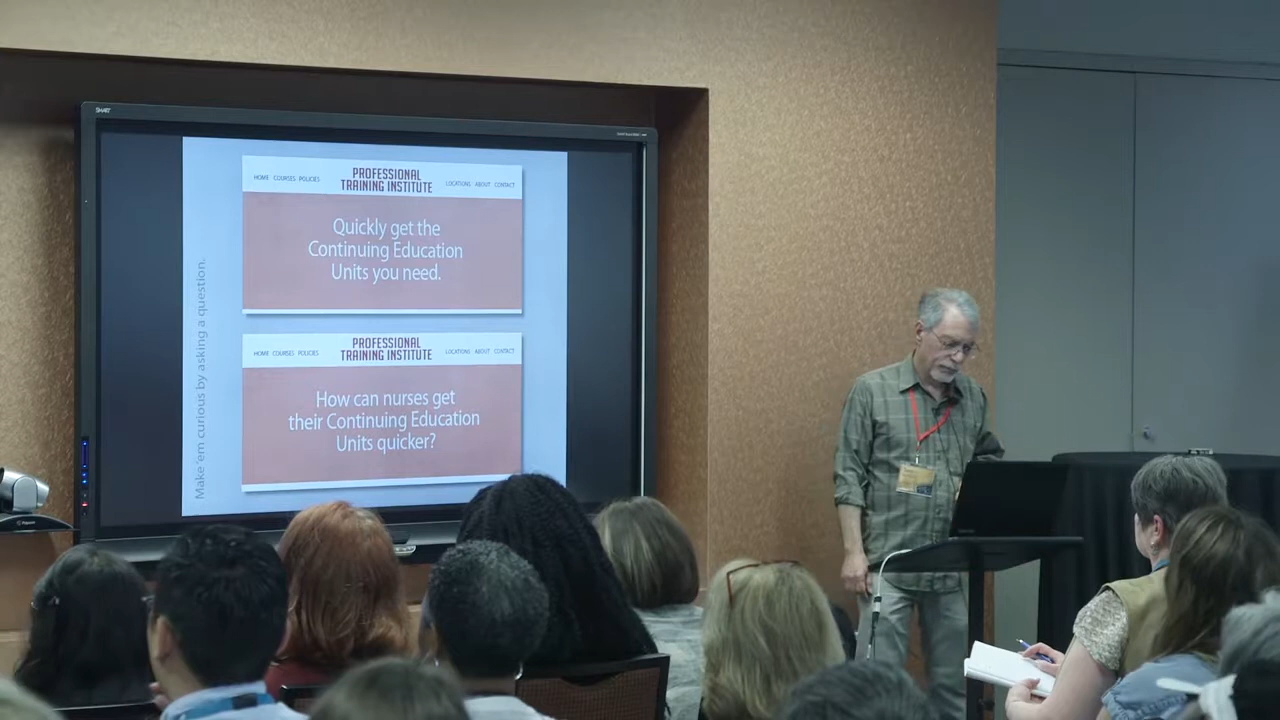 SMART
Make 'em curious by asking a question.
HOME COURSES POLICIES
PROFESSIONAL
TRAINING INSTITUTE
LOCATIONS ABOUT CONTACT
Quickly get the
Continuing Education
Units you need.
HOME COURSES POLICIES
PROFESSIONAL
TRAINING INSTITUTE
LOCATIONS ABOUT CONTACT
How can nurses get
their Continuing Education
Units quicker?